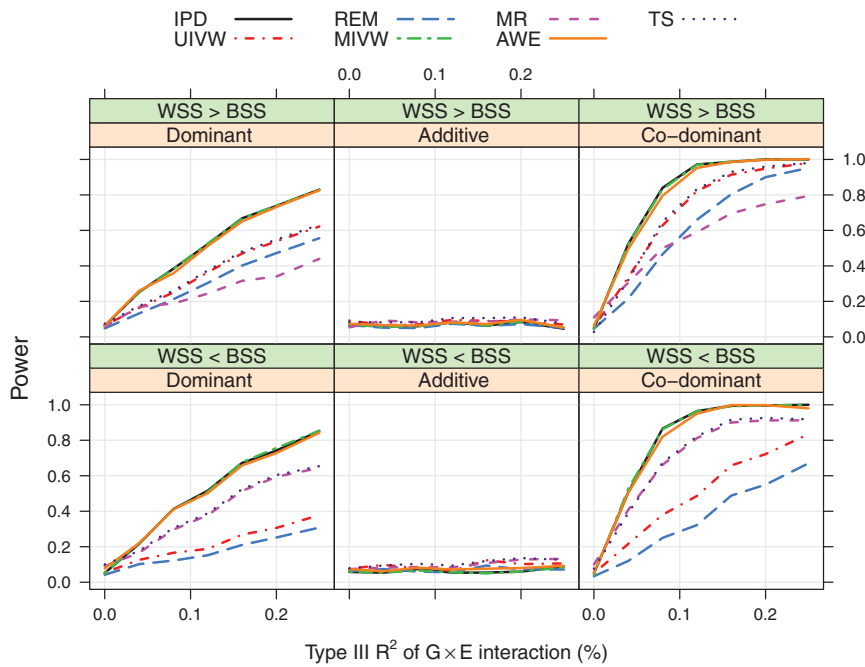 IPD REM MR TS
UIVW MIVW AWE
0.0 0.1 0.2
WSS > BSS WSS > BSS WSS > BSS
Dominant Additive Co−dominant
1.0
0.8
0.6
0.4
0.2
0.0
WSS < BSS WSS < BSS WSS < BSS
Dominant Additive Co−dominant
1.0
0.8
0.6
0.4
0.2
0.0
Power
0.0 0.1 0.2 0.0 0.1 0.2
Type III R² of G×E interaction (%)